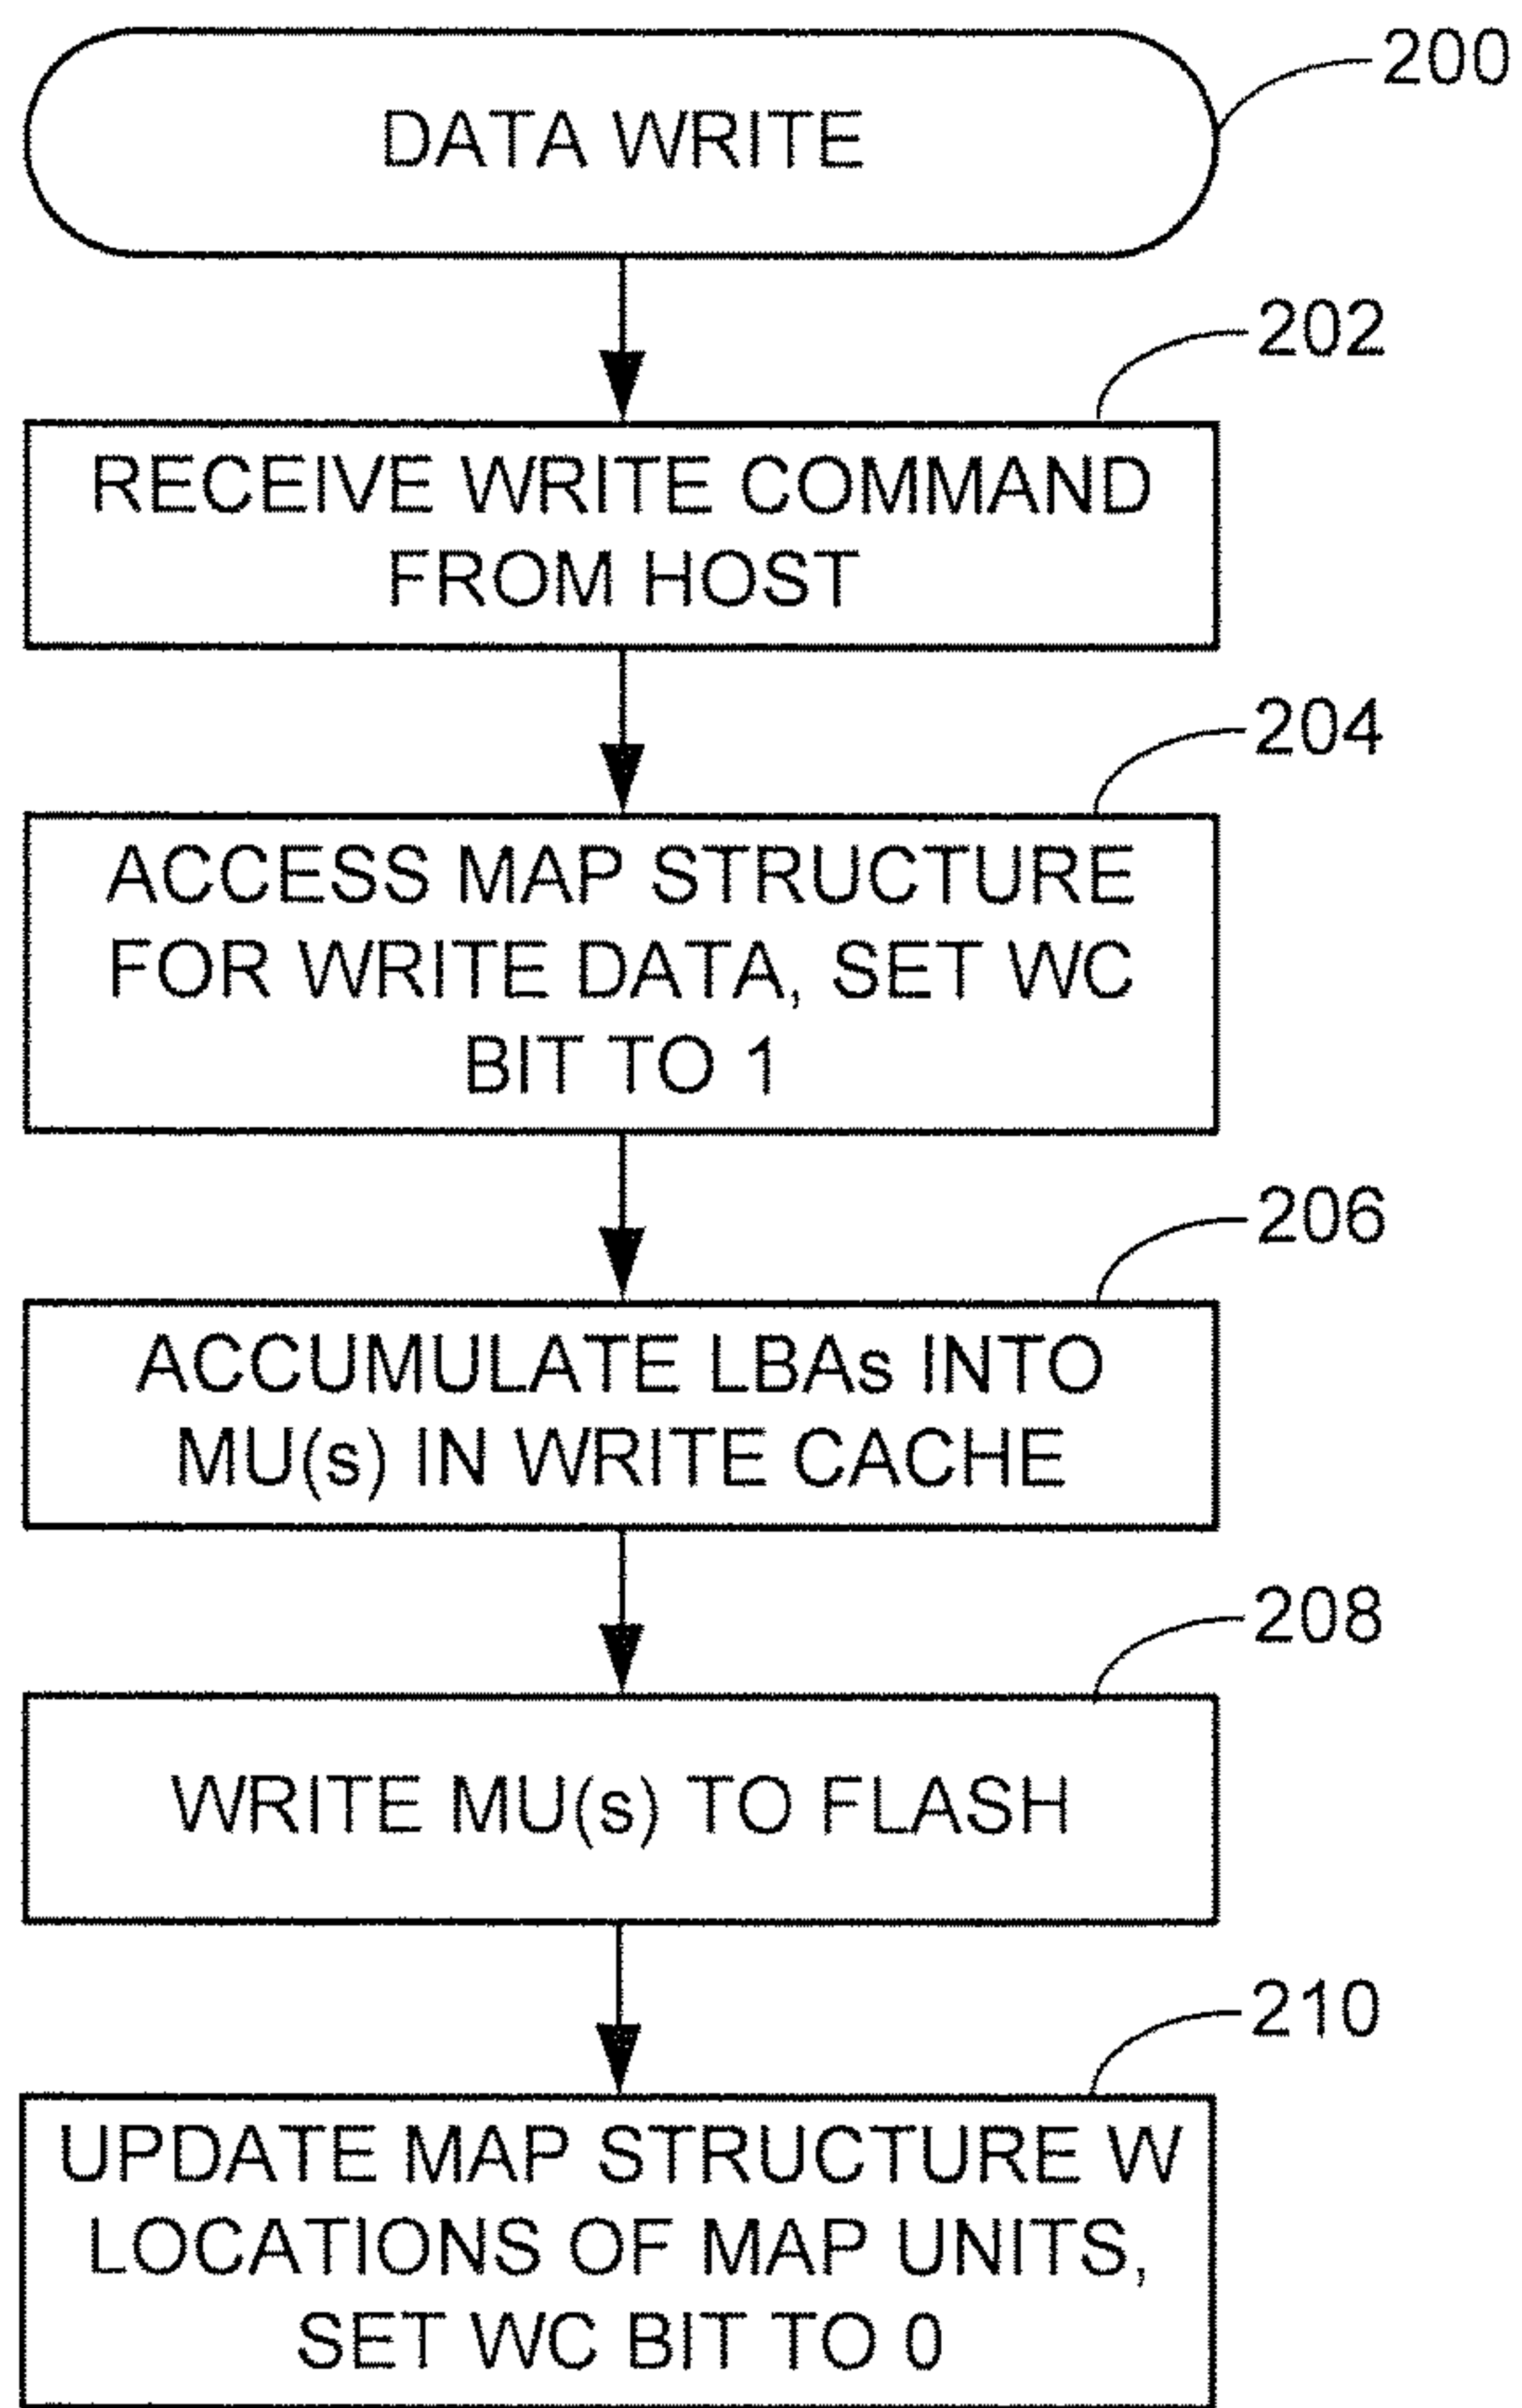 200
DATA WRITE
202
RECEIVE WRITE COMMAND
FROM HOST
204
ACCESS MAP STRUCTURE
FOR WRITE DATA, SET WC
BIT TO 1
206
ACCUMULATE LBAs INTO
MU(s) IN WRITE CACHE
208
WRITE MU(s) TO FLASH
210
UPDATE MAP STRUCTURE W
LOCATIONS OF MAP UNITS,
SET WC BIT TO 0